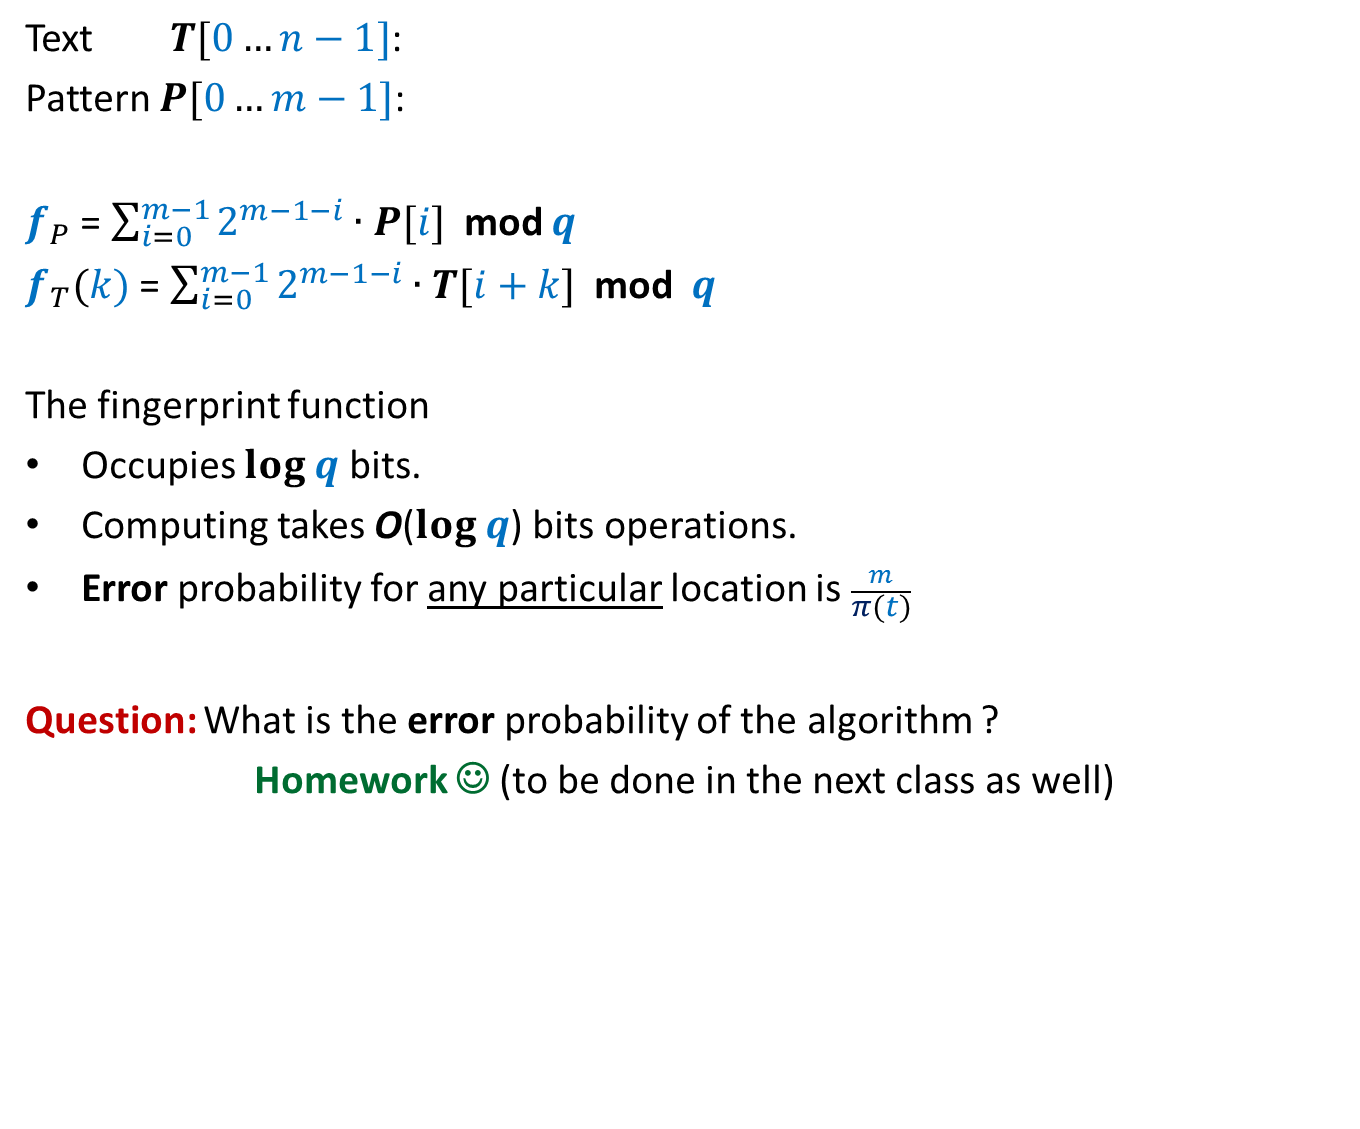 Text T[0 … n − 1]:
Pattern P[0 … m − 1]:
f_P = ∑_{i=0}^{m−1} 2^{m−1−i} · P[i] mod q
f_T(k) = ∑_{i=0}^{m−1} 2^{m−1−i} · T[i + k] mod q
The fingerprint function
• Occupies log q bits.
• Computing takes O(log q) bits operations.
• Error probability for any particular location is m/π(t)
Question: What is the error probability of the algorithm ?
Homework ☺ (to be done in the next class as well)